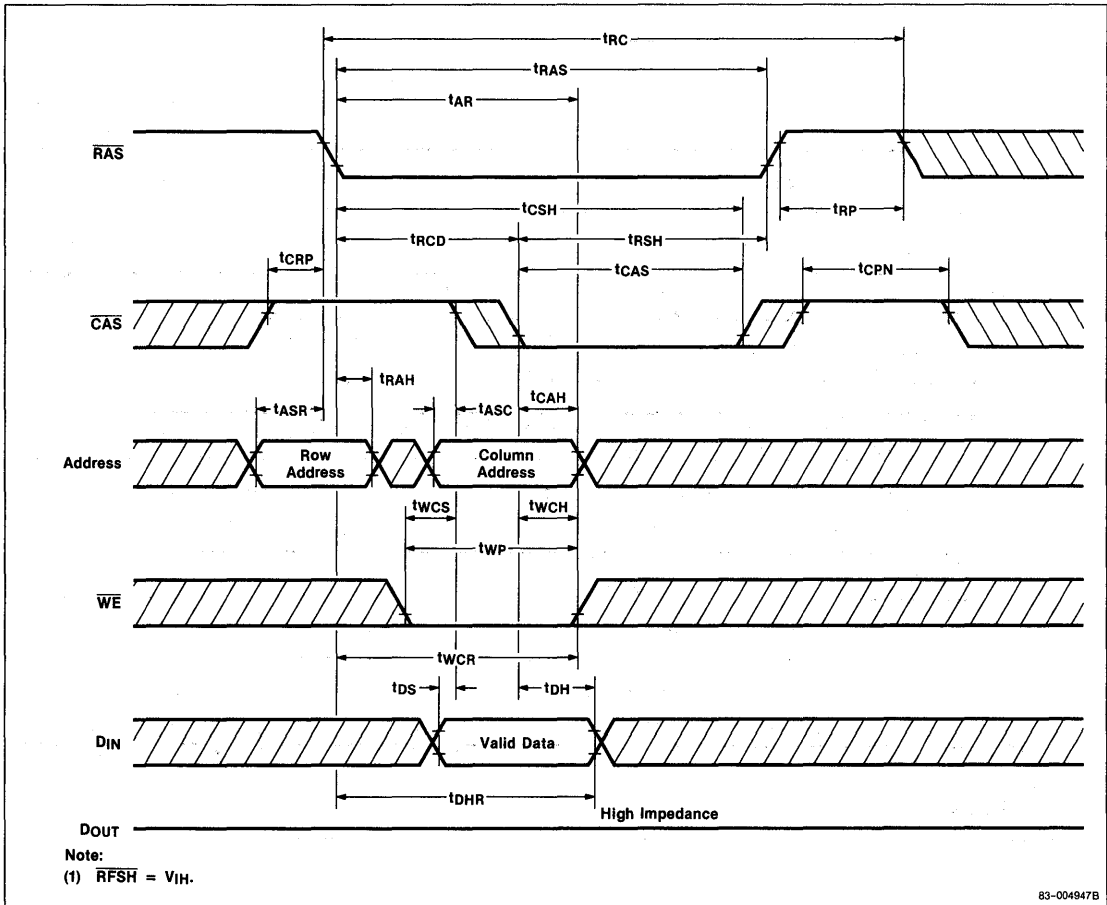 tRC
tRAS
tAR
RAS
tCSH
tRP
tRCD
tRSH
tCRP
tCAS
tCPN
CAS
tRAH
tASR
tASC
tCAH
Address
Row
Address
Column
Address
tWCS
tWCH
tWP
WE
tWCR
tDS
tDH
DIN
Valid Data
tDHR
High Impedance
DOUT
Note:
(1) RFSH = VIH.
83-004947B